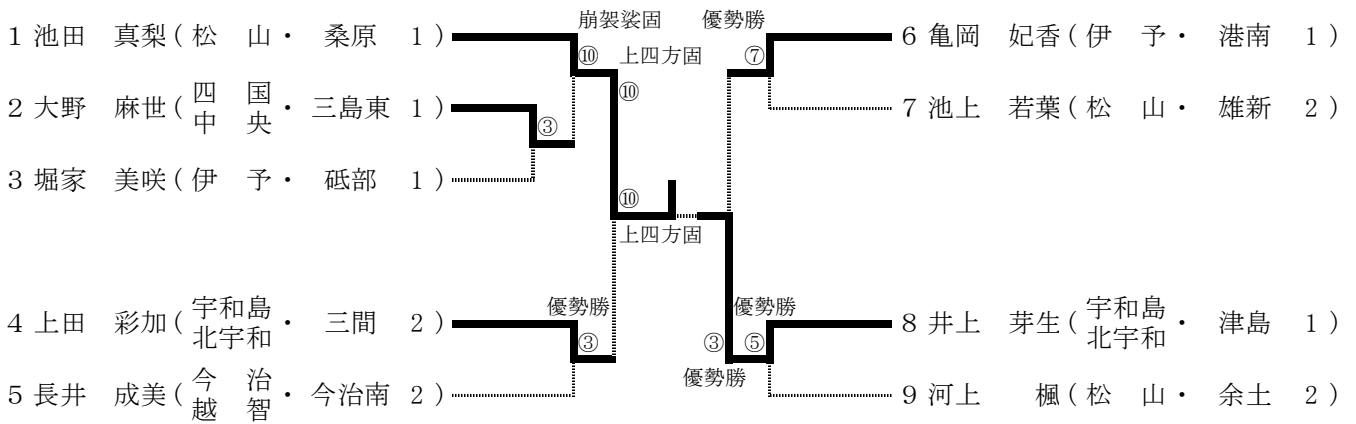 1 池田 真梨 (松 山・ 桑原 1)
崩袈裟固
⑩
上四方固
⑩
2 大野 麻世 (四 国
中 央・三島東 1)
③
3 堀家 美咲 (伊 予・ 砥部 1)
⑩
上四方固
優勢勝
4 上田 彩加 (宇和島
北宇和・ 三間 2)
③
5 長井 成美 (今 治
越 智・今治南 2)
優勢勝
6 亀岡 妃香 (伊 予・ 港南 1)
⑦
7 池上 若葉 (松 山・ 雄新 2)
優勢勝
8 井上 芽生 (宇和島
北宇和・ 津島 1)
③ ⑤
優勢勝
9 河上 楓 (松 山・ 余土 2)